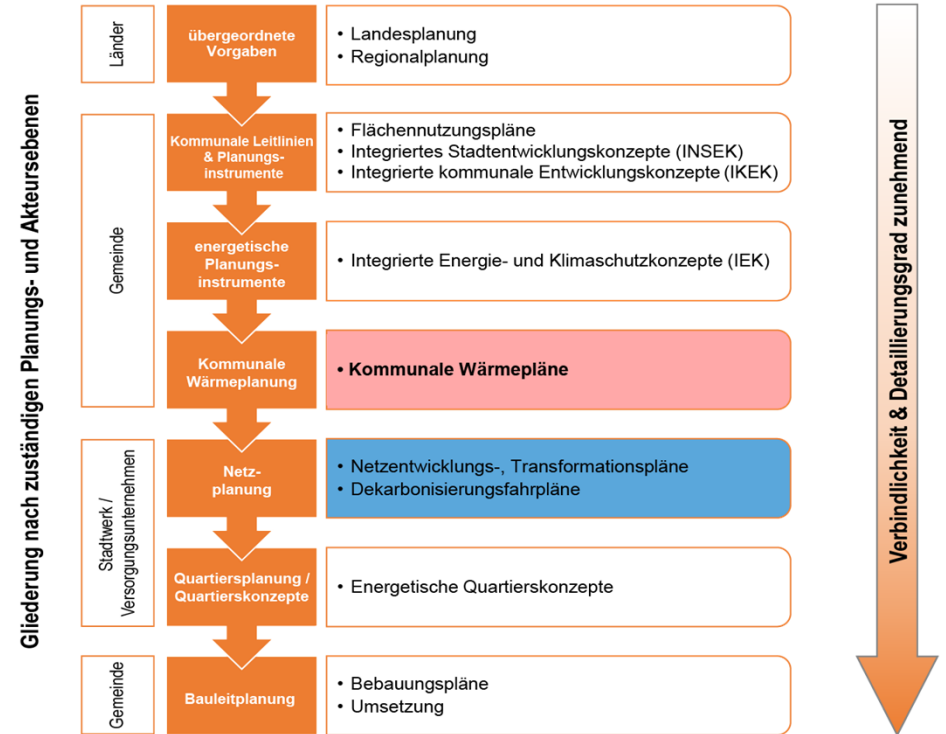 Gliederung nach zuständigen Planungs- und Akteursebenen
Länder
übergeordnete
Vorgaben
• Landesplanung
• Regionalplanung
Gemeinde
Kommunale Leitlinien
& Planungs-
instrumente
• Flächennutzungspläne
• Integriertes Stadtentwicklungskonzepte (INSEK)
• Integrierte kommunale Entwicklungskonzepte (IKEK)
energetische
Planungs-
instrumente
• Integrierte Energie- und Klimaschutzkonzepte (IEK)
Kommunale
Wärmeplanung
• Kommunale Wärmepläne
Stadtwerk /
Versorgungsunternehmen
Netz-
planung
• Netzentwicklungs-, Transformationspläne
• Dekarbonisierungsfahrpläne
Quartiersplanung /
Quartierskonzepte
• Energetische Quartierskonzepte
Gemeinde
Bauleitplanung
• Bebauungspläne
• Umsetzung
Verbindlichkeit & Detaillierungsgrad zunehmend